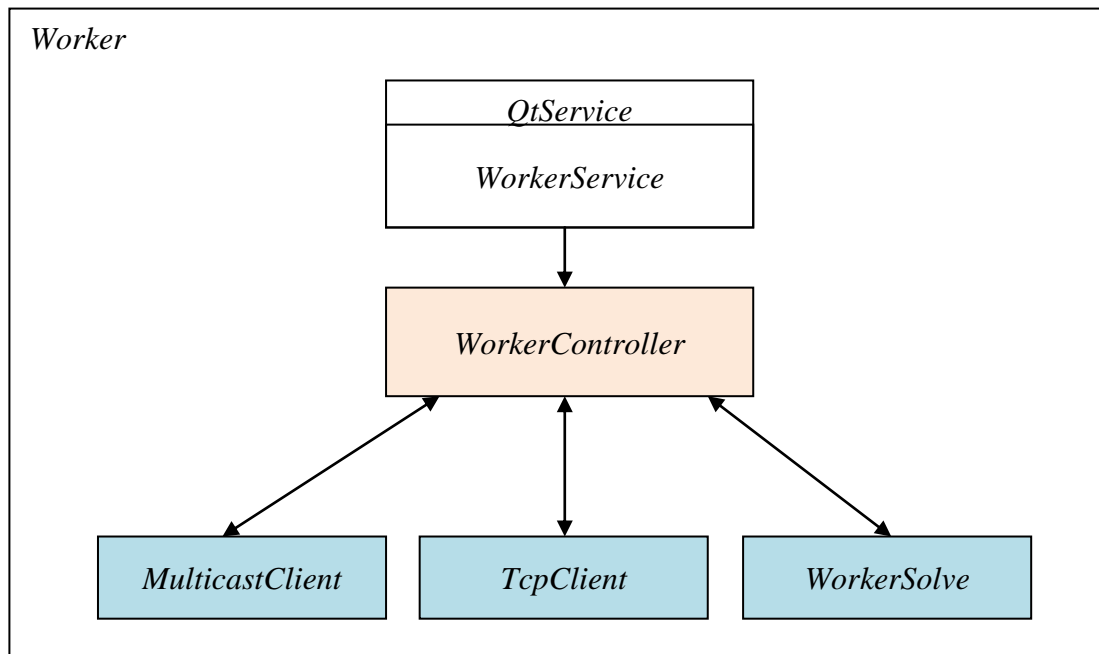 Worker
QtService
WorkerService
WorkerController
MulticastClient
TcpClient
WorkerSolve